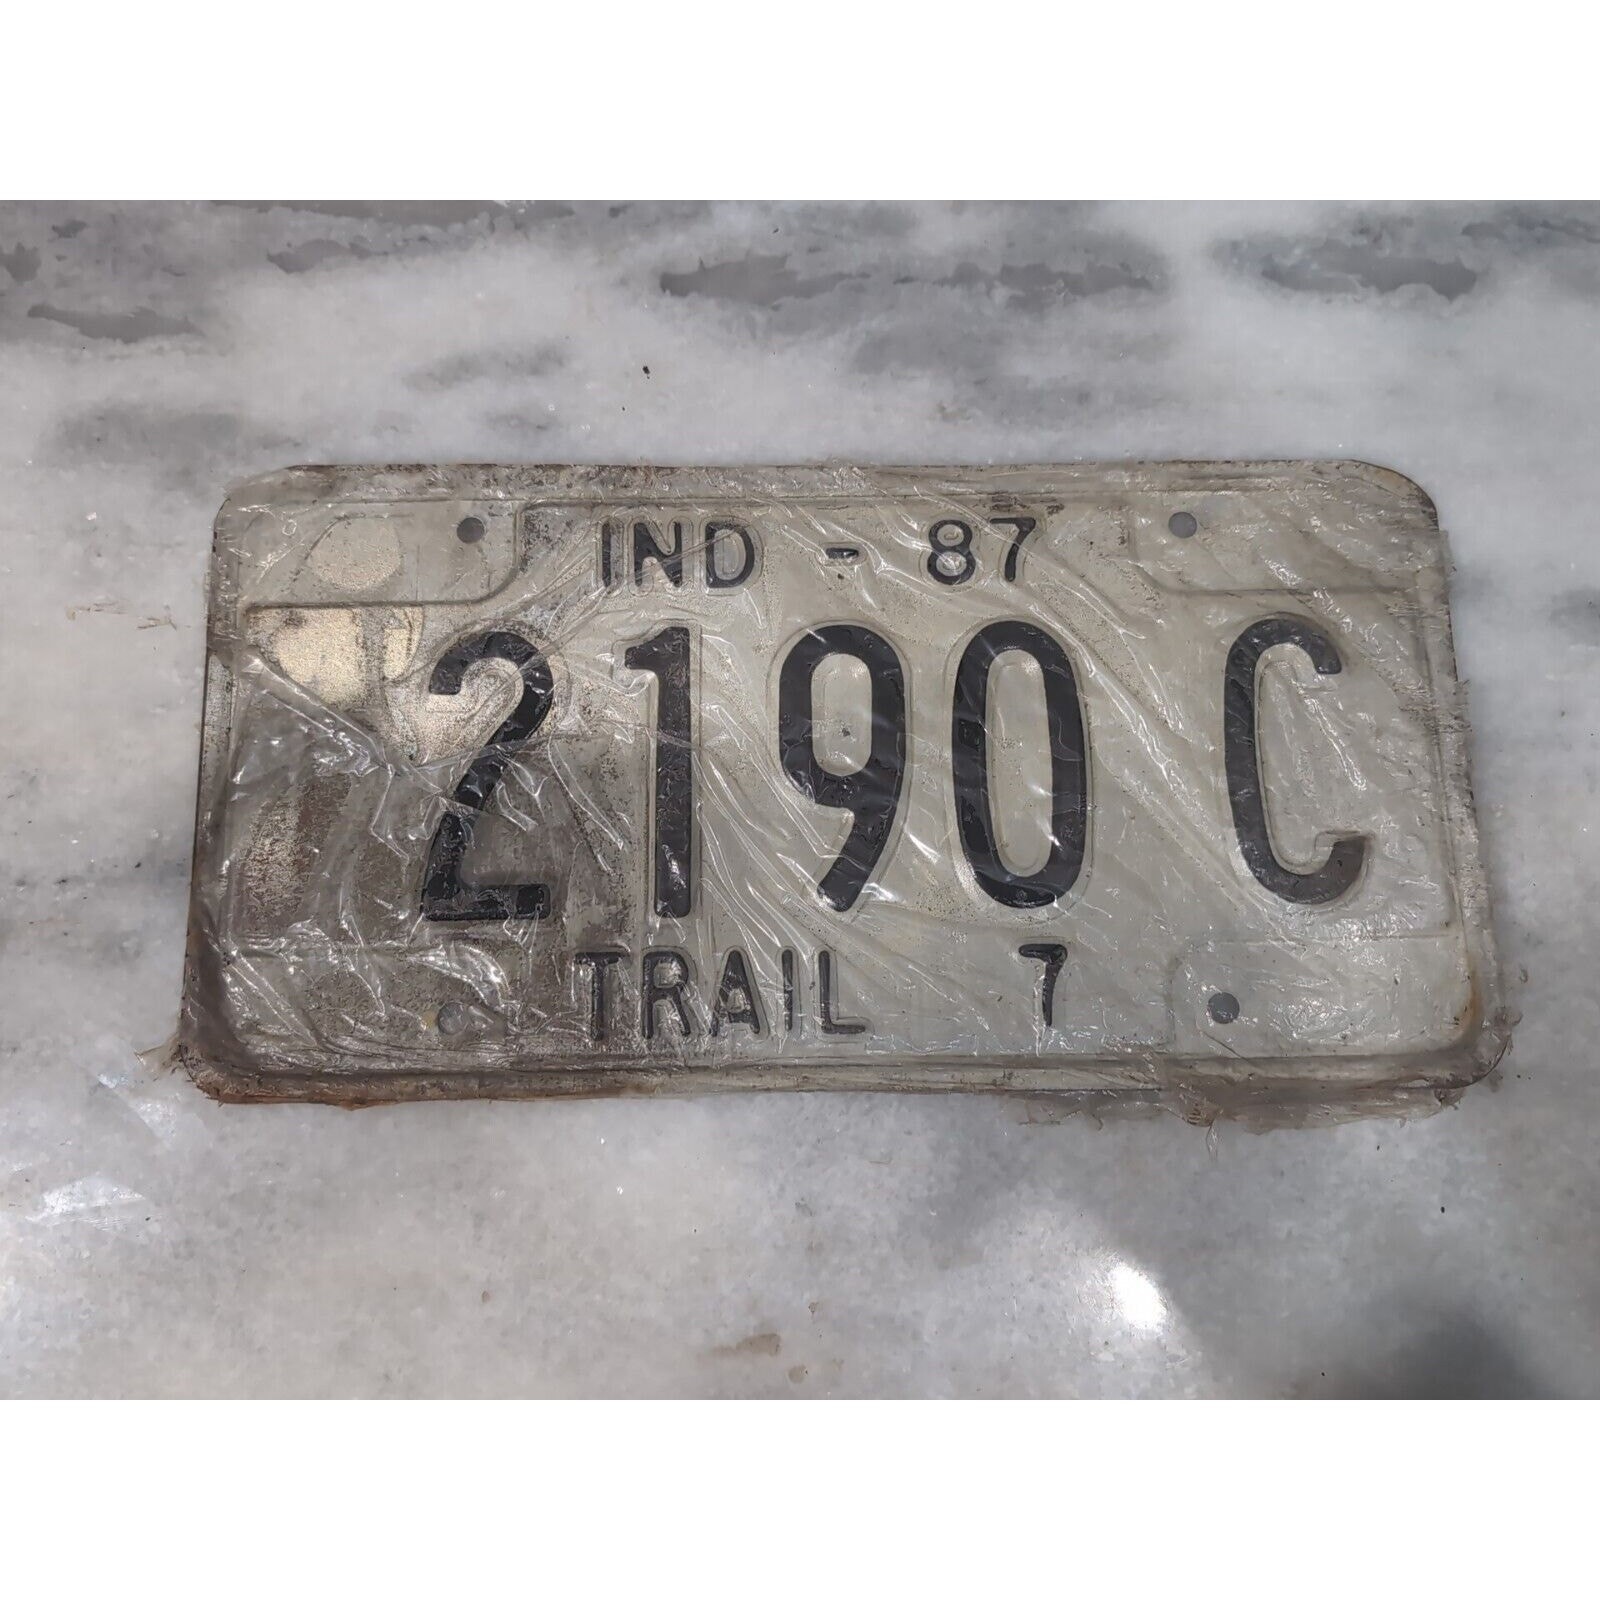 IND - 87
2190 C
TRAIL 7